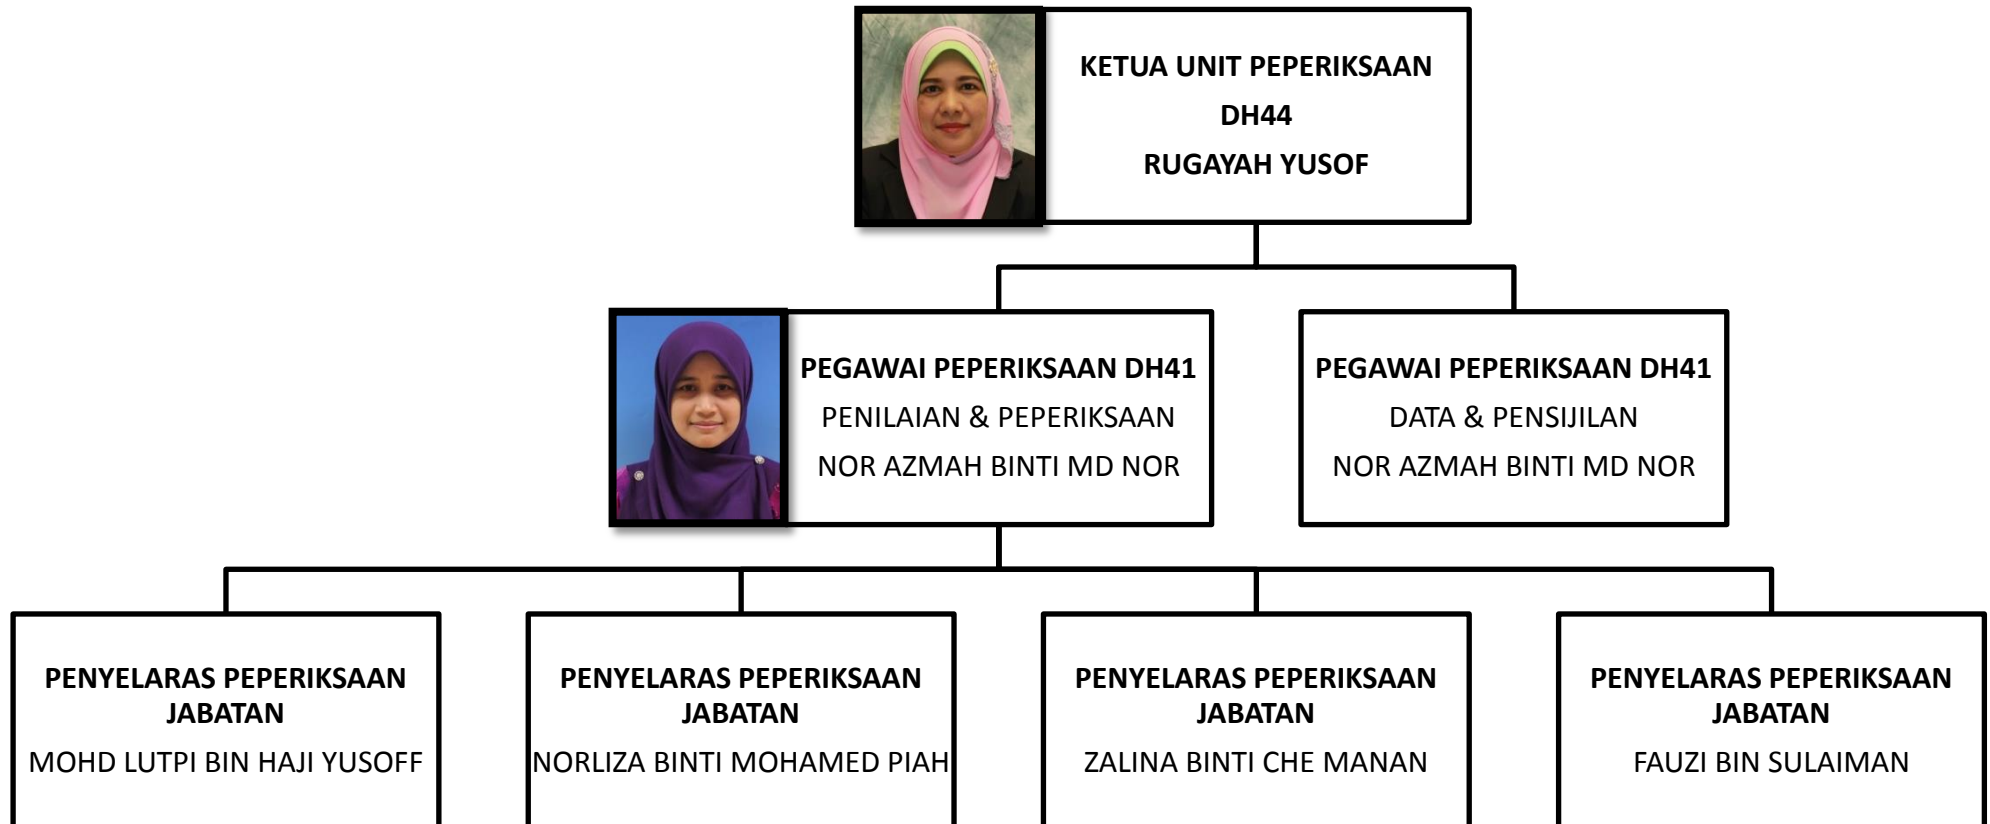 KETUA UNIT PEPERIKSAAN
DH44
RUGAYAH YUSOF
PEGAWAI PEPERIKSAAN DH41
PENILAIAN & PEPERIKSAAN
NOR AZMAH BINTI MD NOR
PEGAWAI PEPERIKSAAN DH41
DATA & PENSIJILAN
NOR AZMAH BINTI MD NOR
PENYELARAS PEPERIKSAAN
JABATAN
MOHD LUTPI BIN HAJI YUSOFF
PENYELARAS PEPERIKSAAN
JABATAN
NORLIZA BINTI MOHAMED PIAH
PENYELARAS PEPERIKSAAN
JABATAN
ZALINA BINTI CHE MANAN
PENYELARAS PEPERIKSAAN
JABATAN
FAUZI BIN SULAIMAN